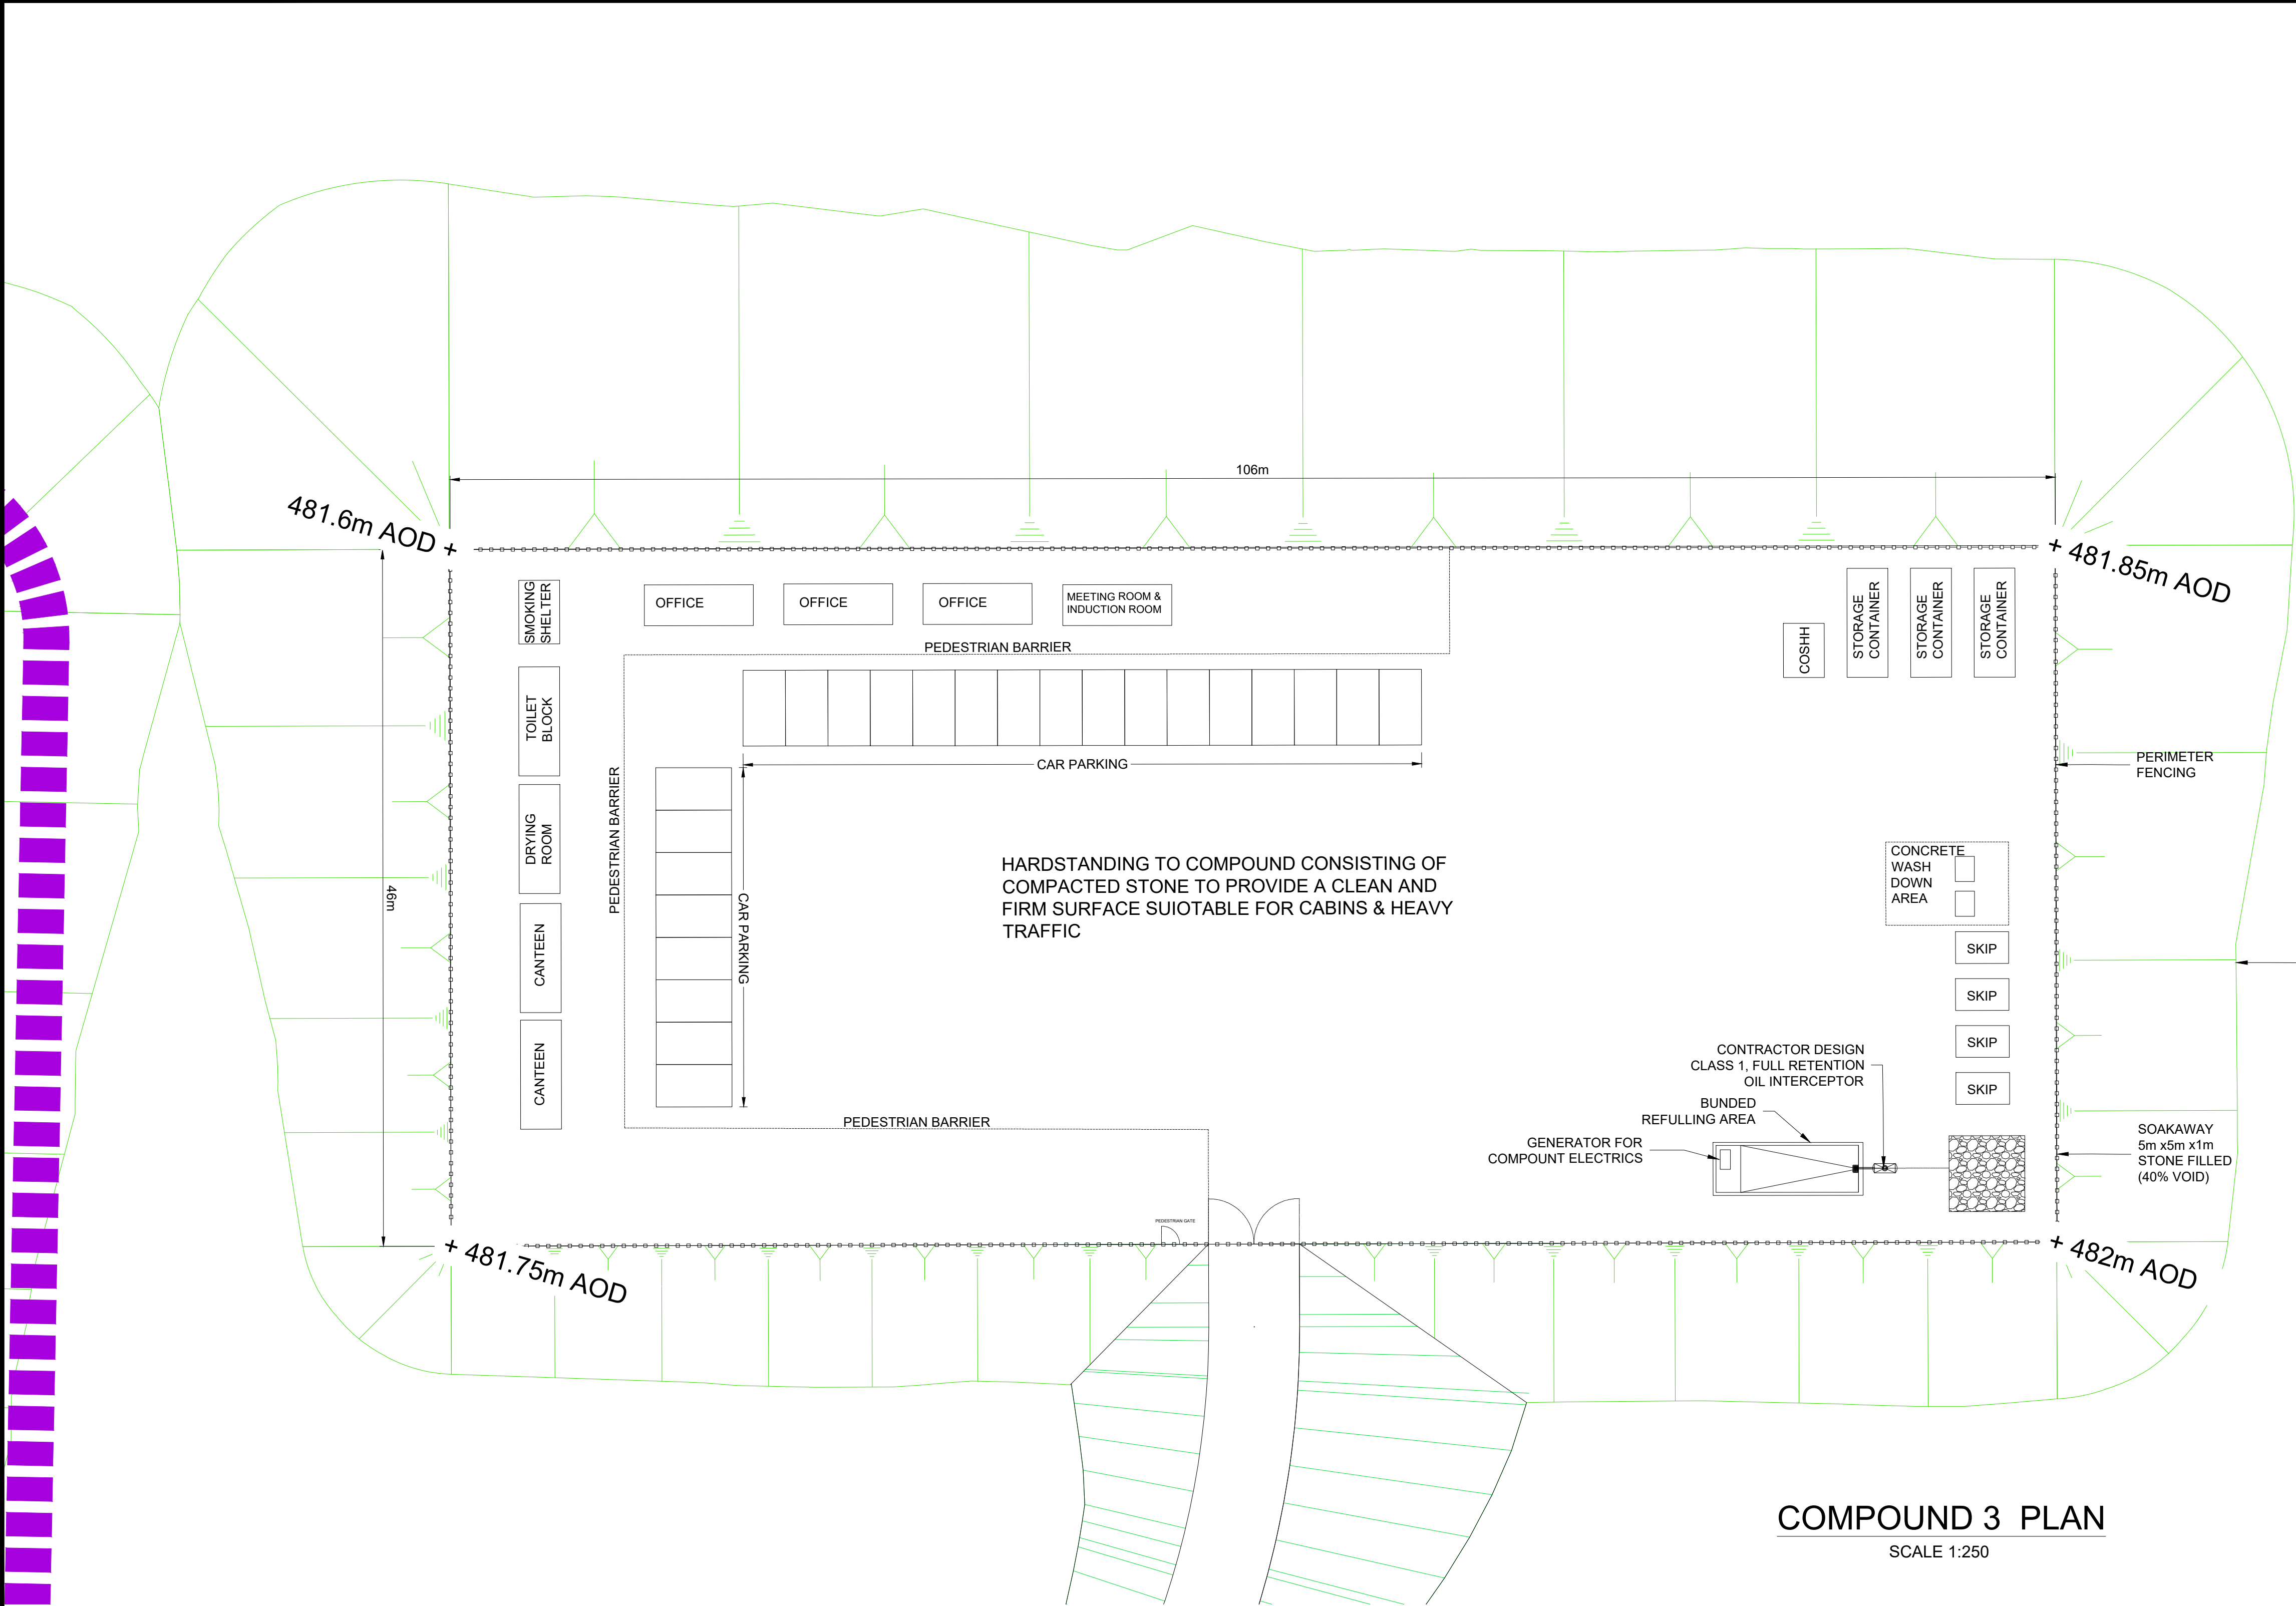 106m
481.6m AOD +
+ 481.85m AOD
SMOKING
SHELTER
OFFICE
OFFICE
OFFICE
MEETING ROOM &
INDUCTION ROOM
STORAGE
CONTAINER
STORAGE
CONTAINER
STORAGE
CONTAINER
COSHH
PEDESTRIAN BARRIER
TOILET
BLOCK
CAR PARKING
PERIMETER
FENCING
DRYING
ROOM
PEDESTRIAN BARRIER
46m
CAR PARKING
HARDSTANDING TO COMPOUND CONSISTING OF
COMPACTED STONE TO PROVIDE A CLEAN AND
FIRM SURFACE SUIOTABLE FOR CABINS & HEAVY
TRAFFIC
CONCRETE
WASH
DOWN
AREA
CANTEEN
SKIP
SKIP
SKIP
SKIP
CANTEEN
CONTRACTOR DESIGN
CLASS 1, FULL RETENTION
OIL INTERCEPTOR
BUNDED
REFULLING AREA
PEDESTRIAN BARRIER
GENERATOR FOR
COMPOUNT ELECTRICS
SOAKAWAY
5m x5m x1m
STONE FILLED
(40% VOID)
PEDESTRIAN GATE
+ 481.75m AOD
+ 482m AOD
COMPOUND 3 PLAN
SCALE 1:250